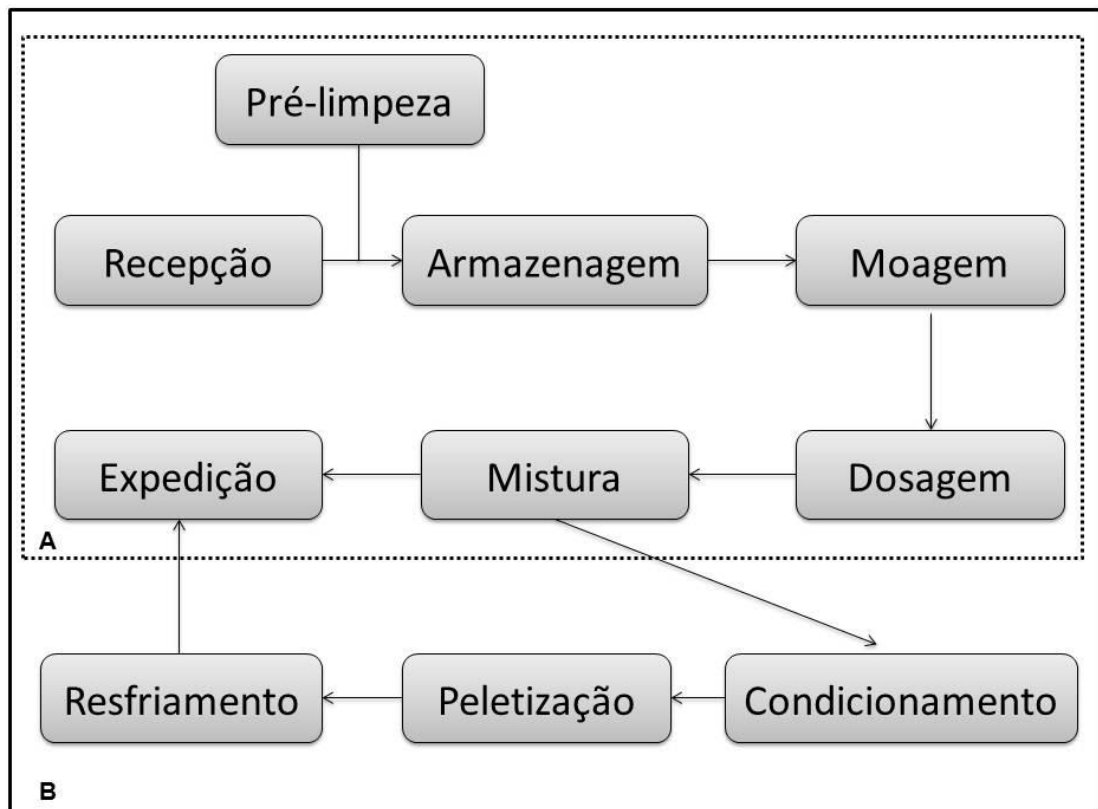 Pré-limpeza
Recepção
Armazenagem
Moagem
Expedição
Mistura
Dosagem
A
Resfriamento
Peletização
Condicionamento
B